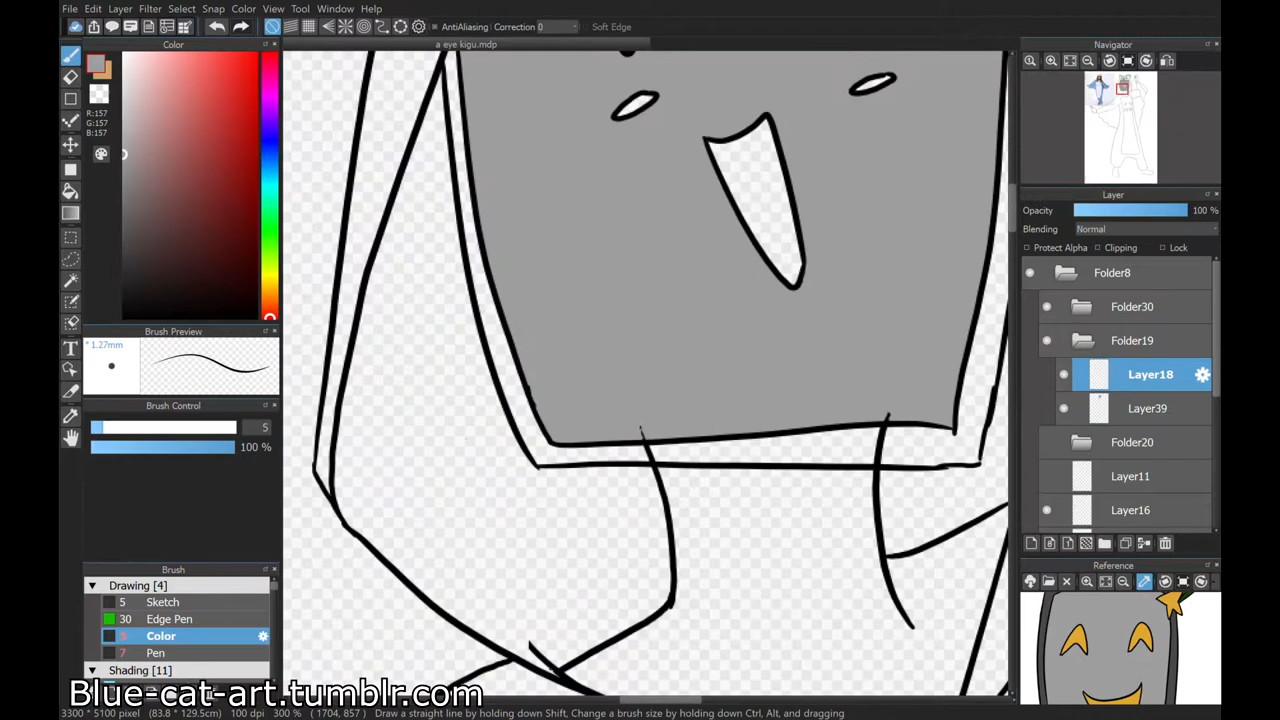 File Edit Layer Filter Select Snap Color View Tool Window Help
AntiAliasing Correction 0 Soft Edge
Color
a eye kigu.mdp
Navigator
R:157
G:157
B:157
Layer
Opacity 100 %
Blending Normal
Protect Alpha Clipping Lock
Folder8
Folder30
Folder19
Layer18
Layer39
Folder20
Layer11
Layer16
Brush Preview
* 1.27mm
Brush Control
5
100 %
Brush
Drawing [4]
5 Sketch
30 Edge Pen
Color
7 Pen
Shading [11]
Reference
Blue-cat-art.tumblr.com
3300 * 5100 pixel (83.8 * 129.5cm) 100 dpi 300 % ( 1704, 857 ) Draw a straight line by holding down Shift, Change a brush size by holding down Ctrl, Alt, and dragging